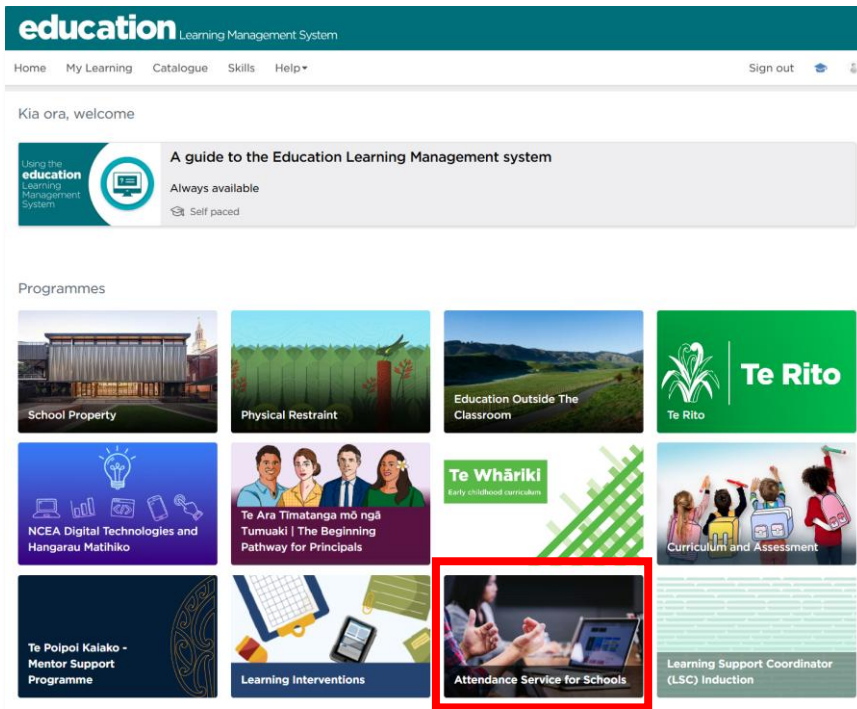 education Learning Management System
Home My Learning Catalogue Skills Help Sign out
Kia ora, welcome
Using the
education
Learning
Management
System
A guide to the Education Learning Management system
Always available
Self paced
Programmes
School Property
Physical Restraint
Education Outside The
Classroom
Te Rito
Te Rito
NCEA Digital Technologies and
Hangarau Matihiko
Te Ara Tīmatanga mō ngā
Tumuaki | The Beginning
Pathway for Principals
Te Whāriki
Early childhood curriculum
Curriculum and Assessment
Te Poipoi Kaiako -
Mentor Support
Programme
Learning Interventions
Attendance Service for Schools
Learning Support Coordinator
(LSC) Induction